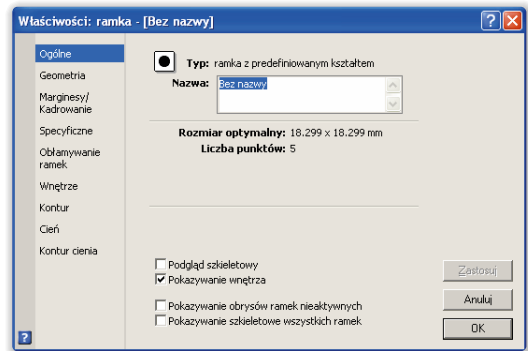 Właściwości: ramka - [Bez nazwy]
Ogólne
Geometria
Marginesy/
Kadrowanie
Specyficzne
Obłamywanie
ramek
Wnętrze
Kontur
Cień
Kontur cienia
Typ: ramka z predefiniowanym kształtem
Nazwa: Bez nazwy
Rozmiar optymalny: 18.299 x 18.299 mm
Liczba punktów: 5
Podgląd szkieletowy
Pokazywanie wnętrza
Pokazywanie obrysów ramek nieaktywnych
Pokazywanie szkieletowe wszystkich ramek
Zastosuj
Anuluj
OK